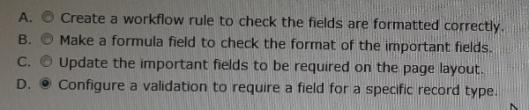 A. Create a workflow rule to check the fields are formatted correctly.
B. Make a formula field to check the format of the important fields.
C. Update the important fields to be required on the page layout.
D. Configure a validation to require a field for a specific record type.